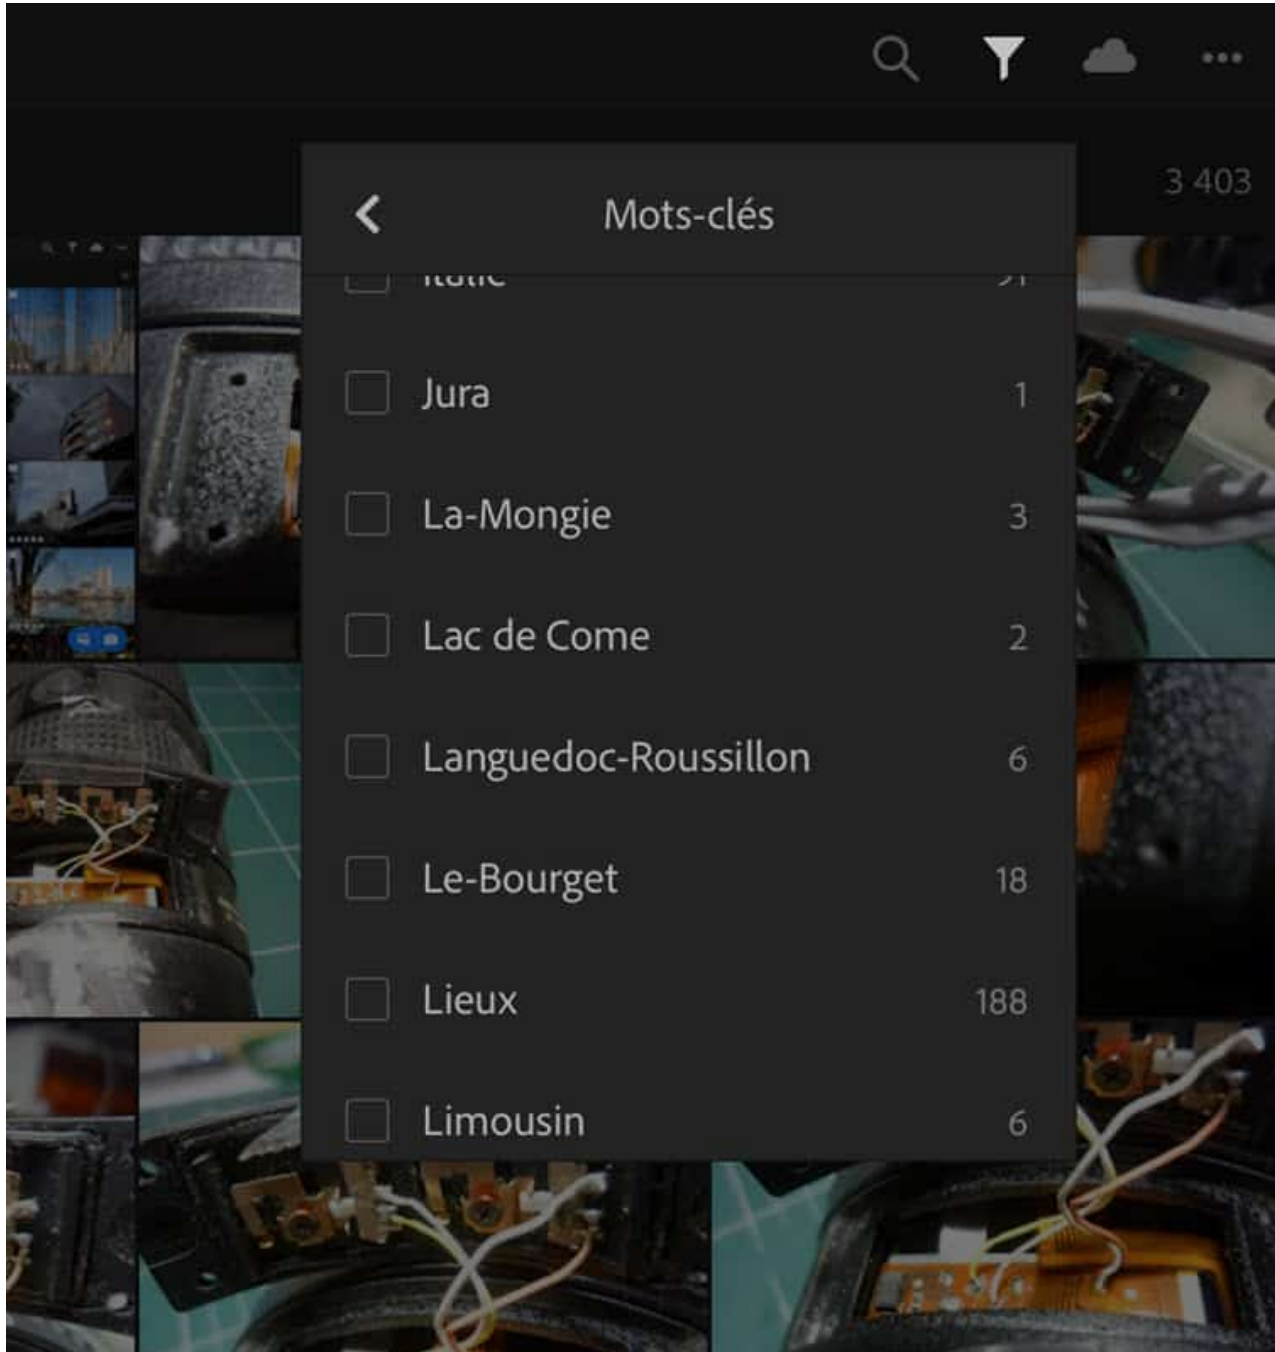 3 403
Mots-clés
Italie
Jura 1
La-Mongie 3
Lac de Come 2
Languedoc-Roussillon 6
Le-Bourget 18
Lieux 188
Limousin 6